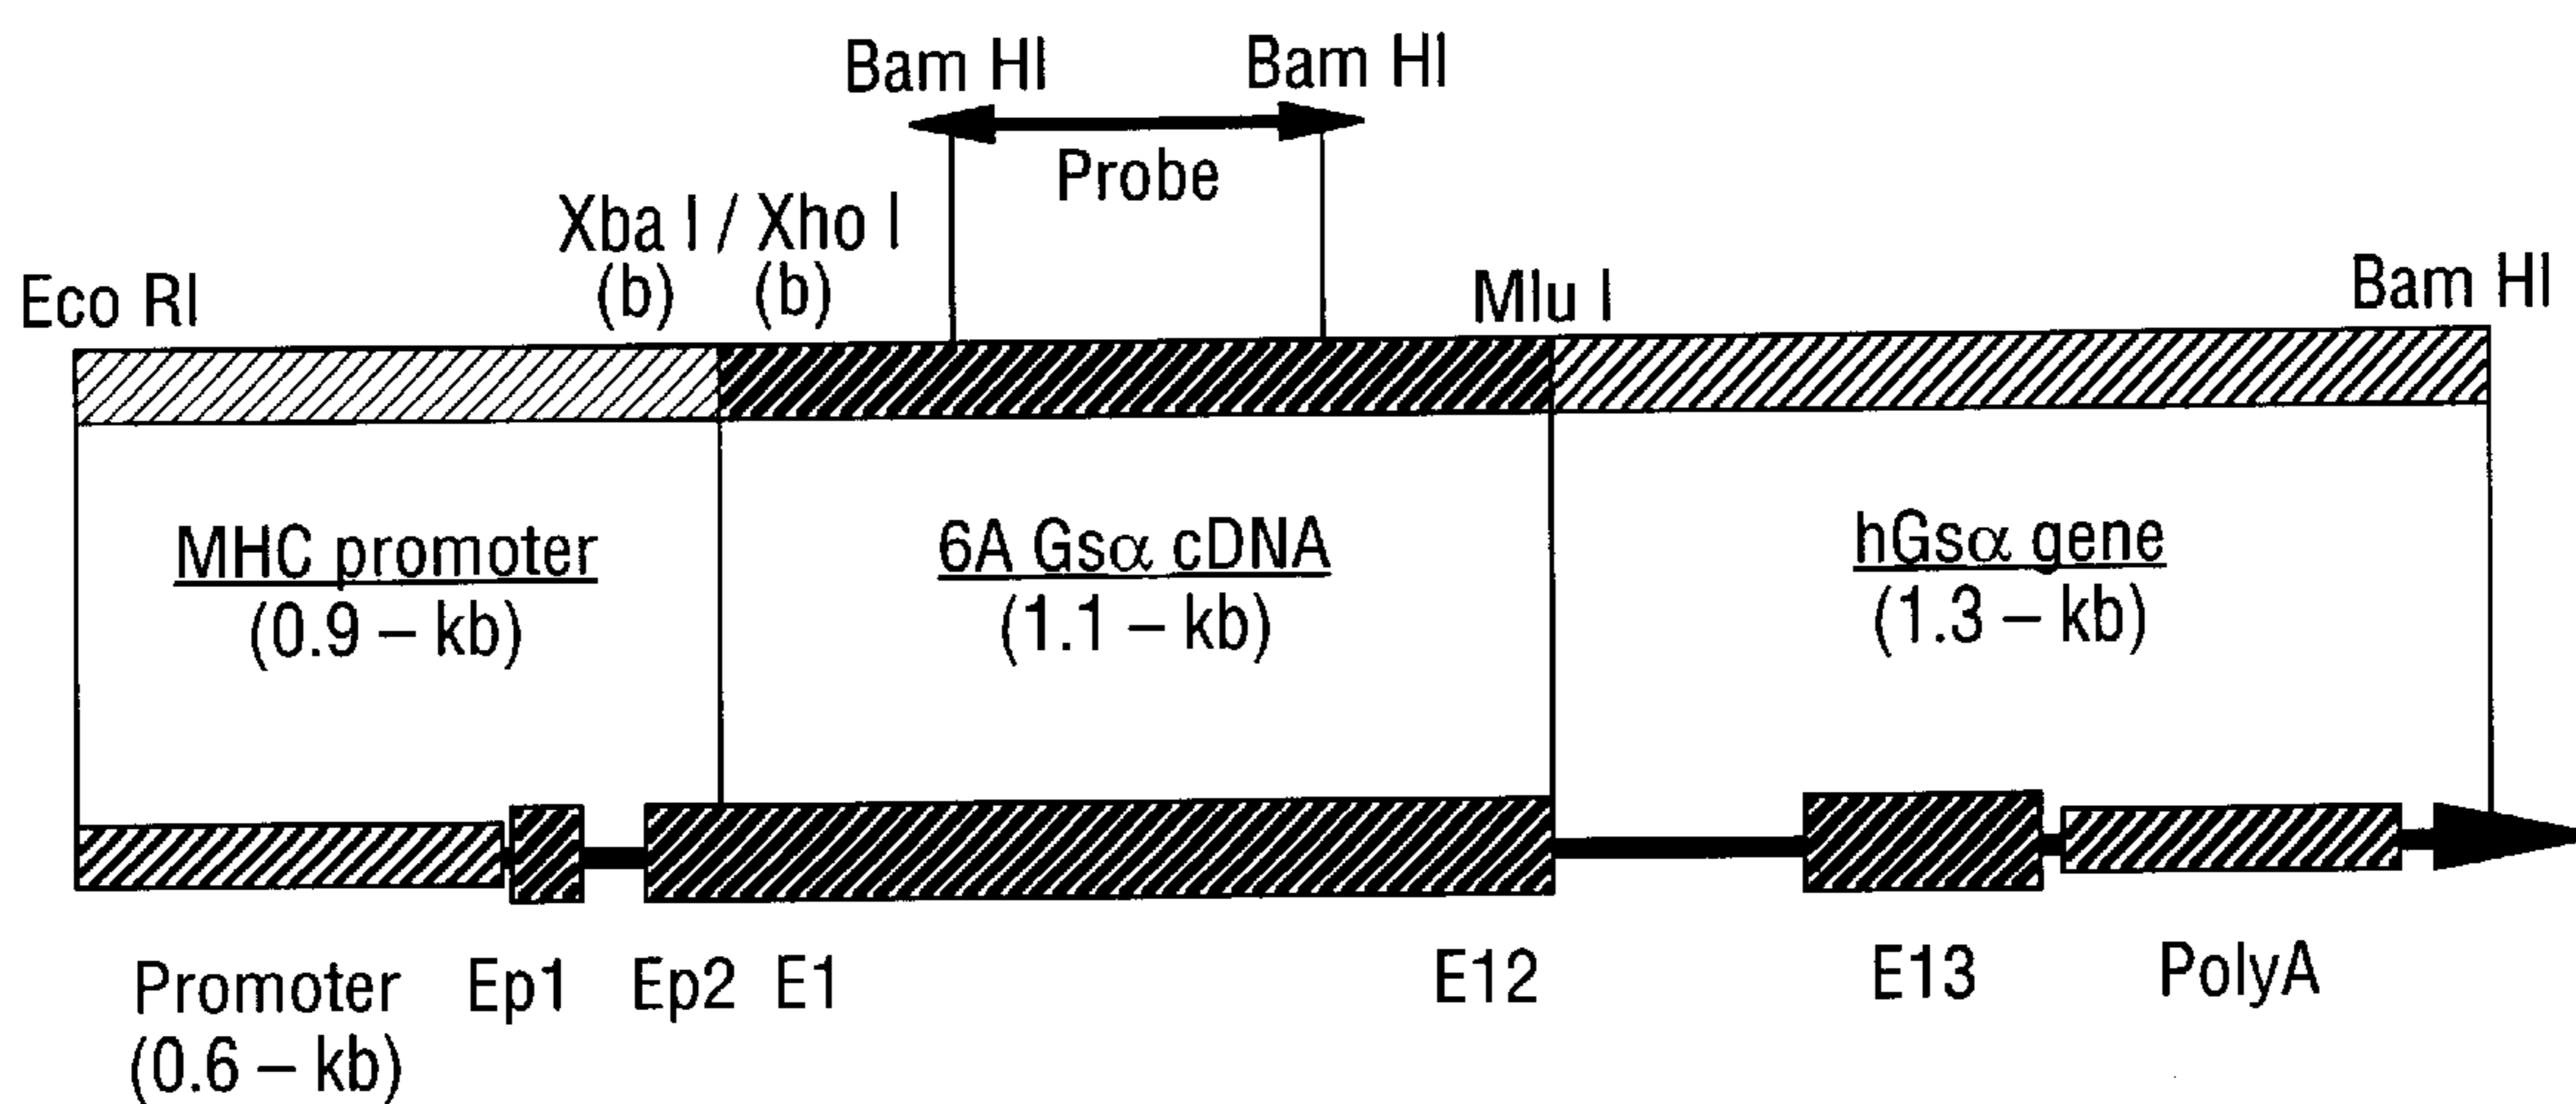 Bam HI
Bam HI
Probe
Xba I / Xho I
(b)
(b)
Eco RI
Mlu I
Bam HI
MHC promoter
(0.9 – kb)
6A Gsα cDNA
(1.1 – kb)
hGsα gene
(1.3 – kb)
Promoter
(0.6 – kb)
Ep1
Ep2
E1
E12
E13
PolyA